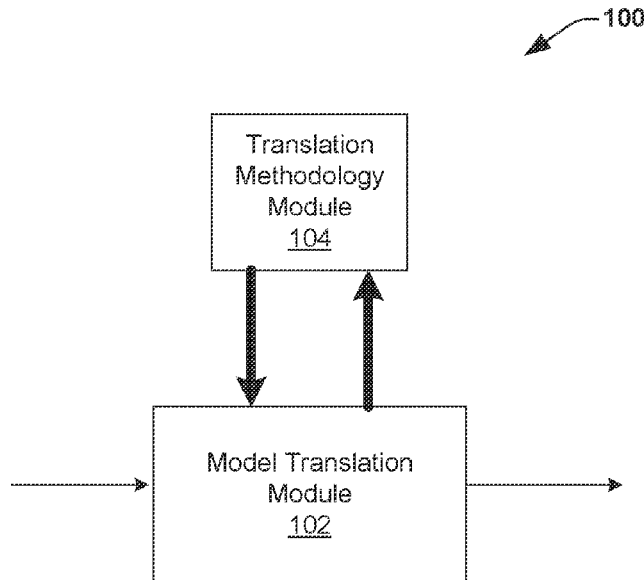 100
Translation
Methodology
Module
104
Model Translation
Module
102